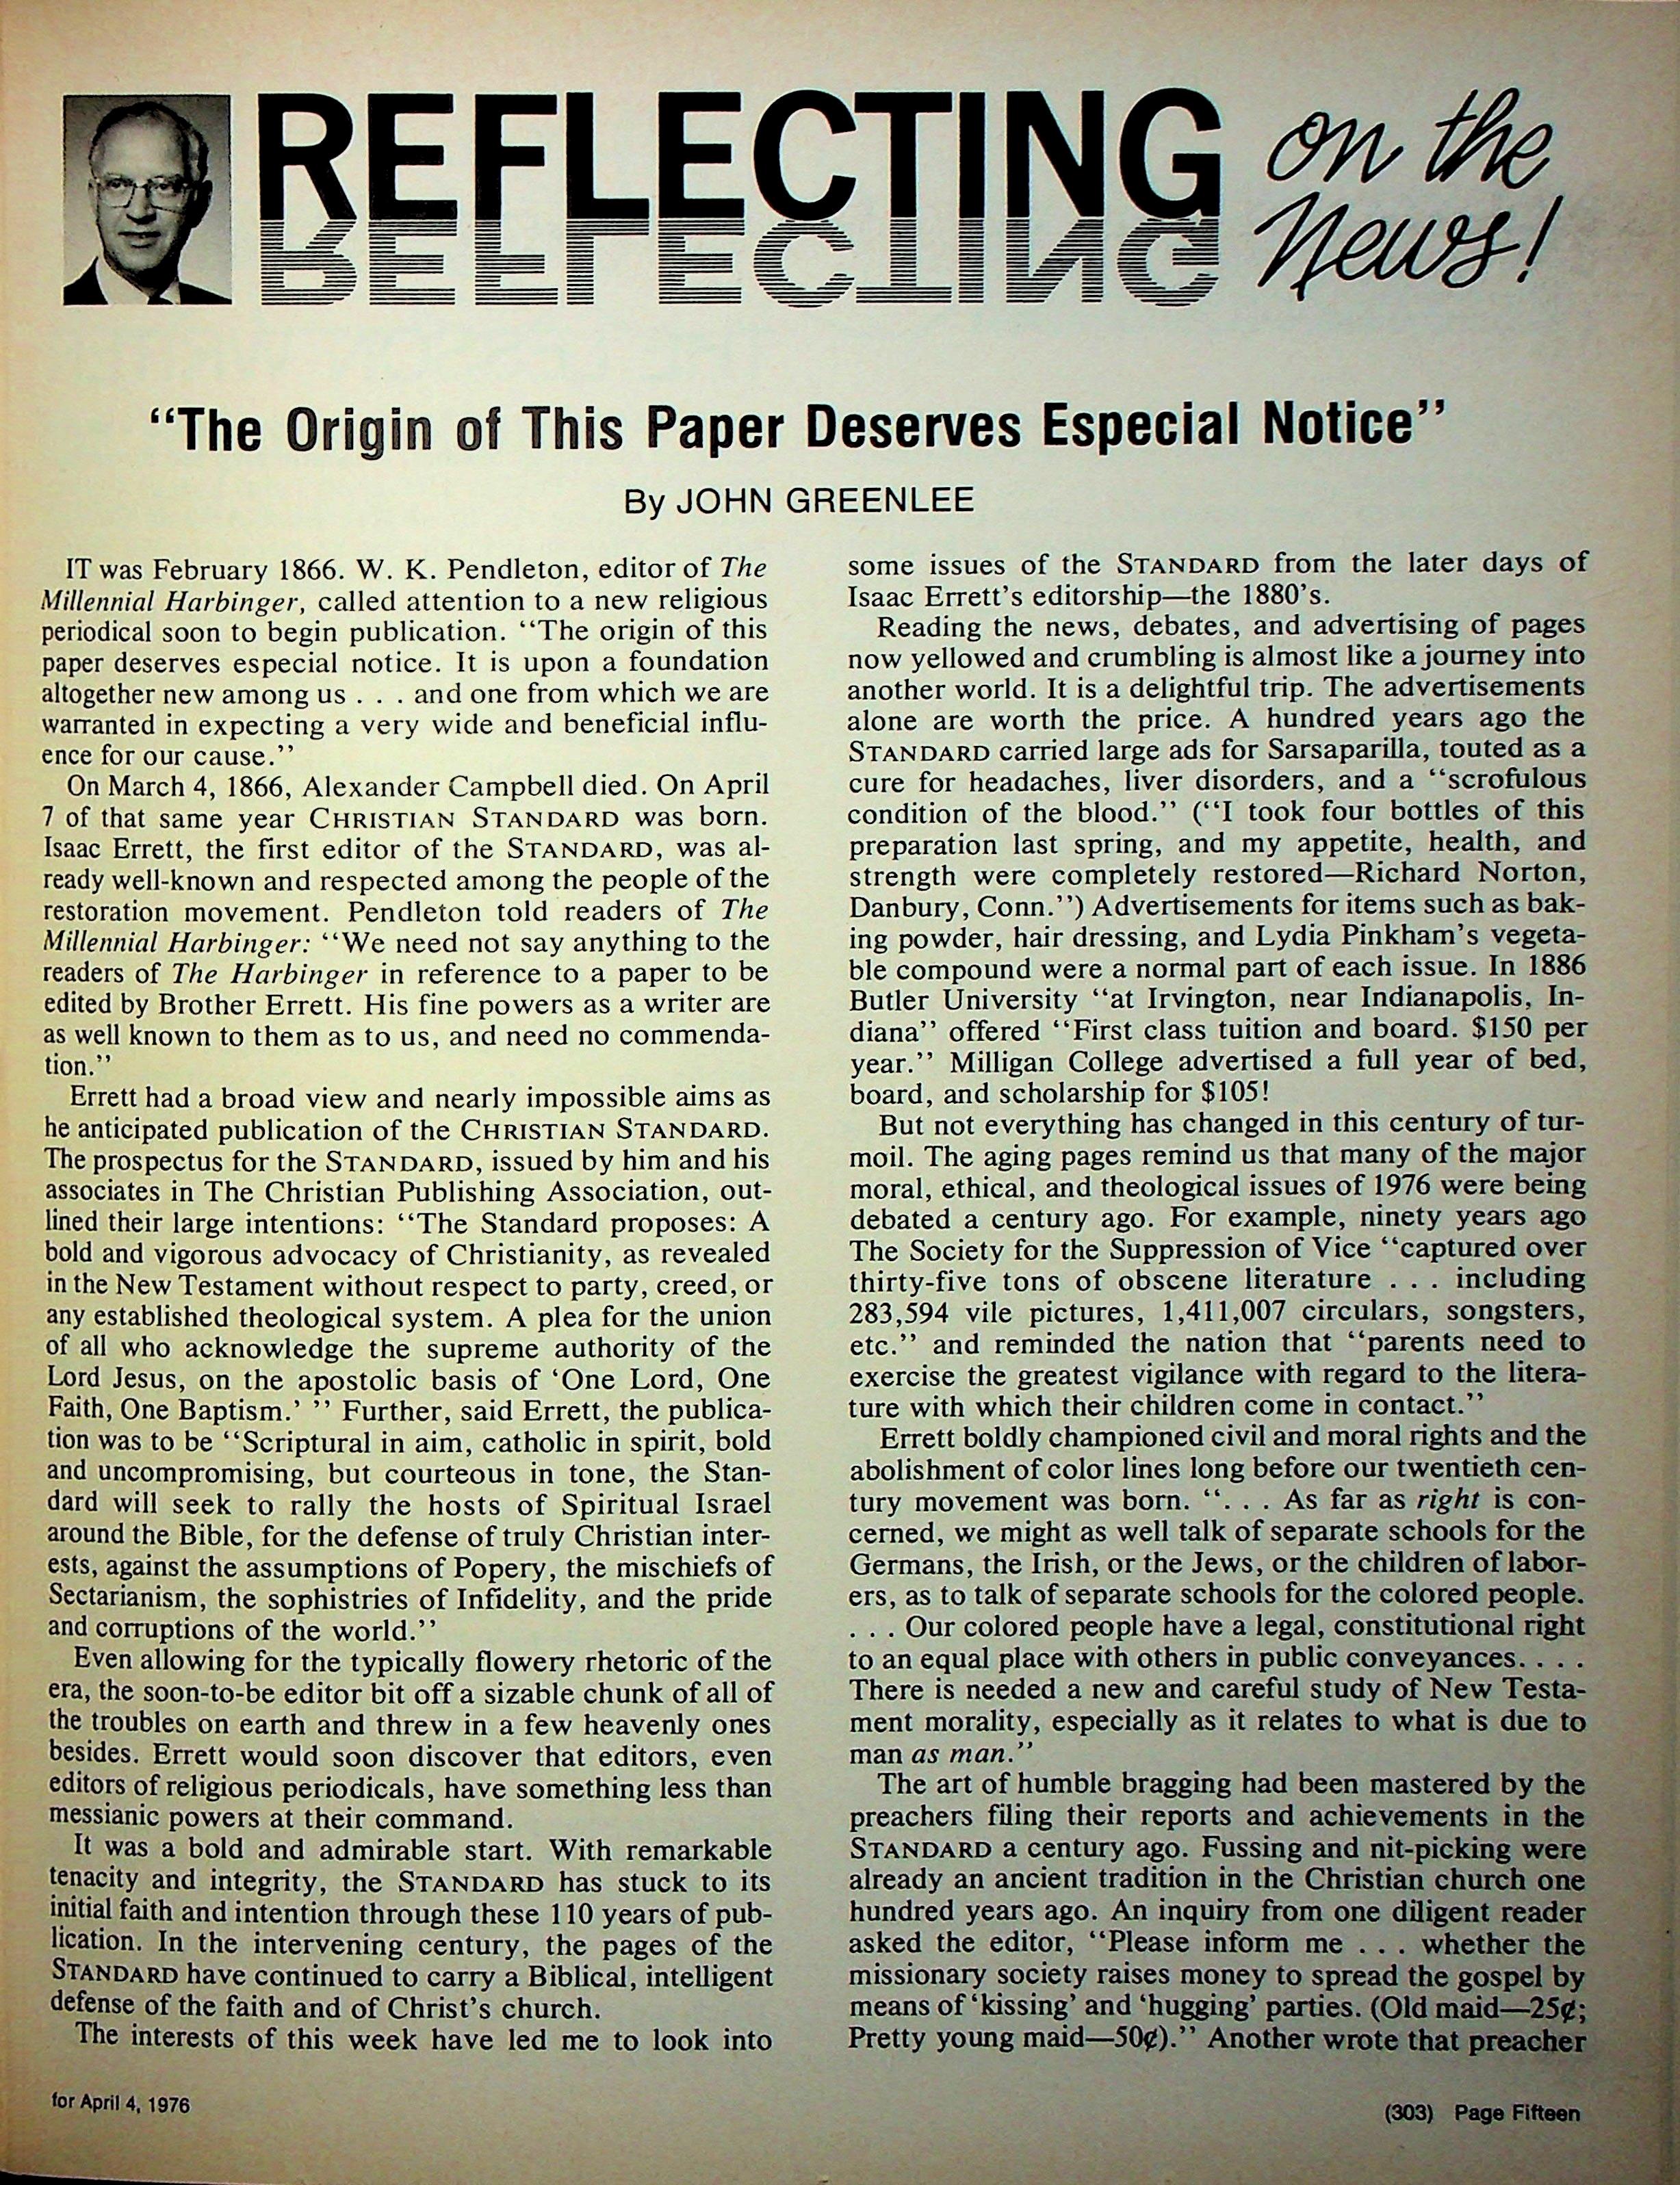 REFLECTING on the News!
"The Origin of This Paper Deserves Especial Notice"
By JOHN GREENLEE
IT was February 1866. W. K. Pendleton, editor of The
Millennial Harbinger, called attention to a new religious
periodical soon to begin publication. "The origin of this
paper deserves especial notice. It is upon a foundation
altogether new among us . . . and one from which we are
warranted in expecting a very wide and beneficial influ-
ence for our cause."
On March 4, 1866, Alexander Campbell died. On April
7 of that same year CHRISTIAN STANDARD was born.
Isaac Errett, the first editor of the STANDARD, was al-
ready well-known and respected among the people of the
restoration movement. Pendleton told readers of The
Millennial Harbinger: "We need not say anything to the
readers of The Harbinger in reference to a paper to be
edited by Brother Errett. His fine powers as a writer are
as well known to them as to us, and need no commenda-
tion."
Errett had a broad view and nearly impossible aims as
he anticipated publication of the CHRISTIAN STANDARD.
The prospectus for the STANDARD, issued by him and his
associates in The Christian Publishing Association, out-
lined their large intentions: "The Standard proposes: A
bold and vigorous advocacy of Christianity, as revealed
in the New Testament without respect to party, creed, or
any established theological system. A plea for the union
of all who acknowledge the supreme authority of the
Lord Jesus, on the apostolic basis of 'One Lord, One
Faith, One Baptism.' " Further, said Errett, the publica-
tion was to be "Scriptural in aim, catholic in spirit, bold
and uncompromising, but courteous in tone, the Stan-
dard will seek to rally the hosts of Spiritual Israel
around the Bible, for the defense of truly Christian inter-
ests, against the assumptions of Popery, the mischiefs of
Sectarianism, the sophistries of Infidelity, and the pride
and corruptions of the world."
Even allowing for the typically flowery rhetoric of the
era, the soon-to-be editor bit off a sizable chunk of all of
the troubles on earth and threw in a few heavenly ones
besides. Errett would soon discover that editors, even
editors of religious periodicals, have something less than
messianic powers at their command.
It was a bold and admirable start. With remarkable
tenacity and integrity, the STANDARD has stuck to its
initial faith and intention through these 110 years of pub-
lication. In the intervening century, the pages of the
STANDARD have continued to carry a Biblical, intelligent
defense of the faith and of Christ's church.
The interests of this week have led me to look into
some issues of the STANDARD from the later days of
Isaac Errett's editorship—the 1880's.
Reading the news, debates, and advertising of pages
now yellowed and crumbling is almost like a journey into
another world. It is a delightful trip. The advertisements
alone are worth the price. A hundred years ago the
STANDARD carried large ads for Sarsaparilla, touted as a
cure for headaches, liver disorders, and a "scrofulous
condition of the blood." ("I took four bottles of this
preparation last spring, and my appetite, health, and
strength were completely restored—Richard Norton,
Danbury, Conn.") Advertisements for items such as bak-
ing powder, hair dressing, and Lydia Pinkham's vegeta-
ble compound were a normal part of each issue. In 1886
Butler University "at Irvington, near Indianapolis, In-
diana" offered "First class tuition and board. $150 per
year." Milligan College advertised a full year of bed,
board, and scholarship for $105!
But not everything has changed in this century of tur-
moil. The aging pages remind us that many of the major
moral, ethical, and theological issues of 1976 were being
debated a century ago. For example, ninety years ago
The Society for the Suppression of Vice "captured over
thirty-five tons of obscene literature . . . including
283,594 vile pictures, 1,411,007 circulars, songsters,
etc." and reminded the nation that "parents need to
exercise the greatest vigilance with regard to the litera-
ture with which their children come in contact."
Errett boldly championed civil and moral rights and the
abolishment of color lines long before our twentieth cen-
tury movement was born. ". . . As far as right is con-
cerned, we might as well talk of separate schools for the
Germans, the Irish, or the Jews, or the children of labor-
ers, as to talk of separate schools for the colored people.
. . . Our colored people have a legal, constitutional right
to an equal place with others in public conveyances. . . .
There is needed a new and careful study of New Testa-
ment morality, especially as it relates to what is due to
man as man."
The art of humble bragging had been mastered by the
preachers filing their reports and achievements in the
STANDARD a century ago. Fussing and nit-picking were
already an ancient tradition in the Christian church one
hundred years ago. An inquiry from one diligent reader
asked the editor, "Please inform me . . . whether the
missionary society raises money to spread the gospel by
means of 'kissing' and 'hugging' parties. (Old maid—25¢;
Pretty young maid—50¢)." Another wrote that preacher
for April 4, 1976
(303) Page Fifteen